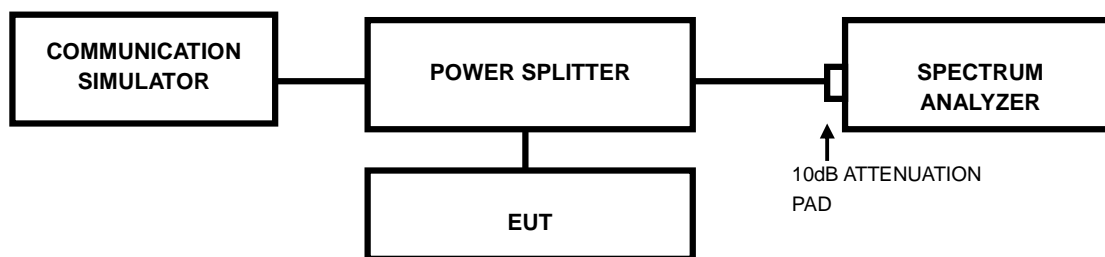 COMMUNICATION
SIMULATOR
POWER SPLITTER
SPECTRUM
ANALYZER
10dB ATTENUATION
PAD
EUT